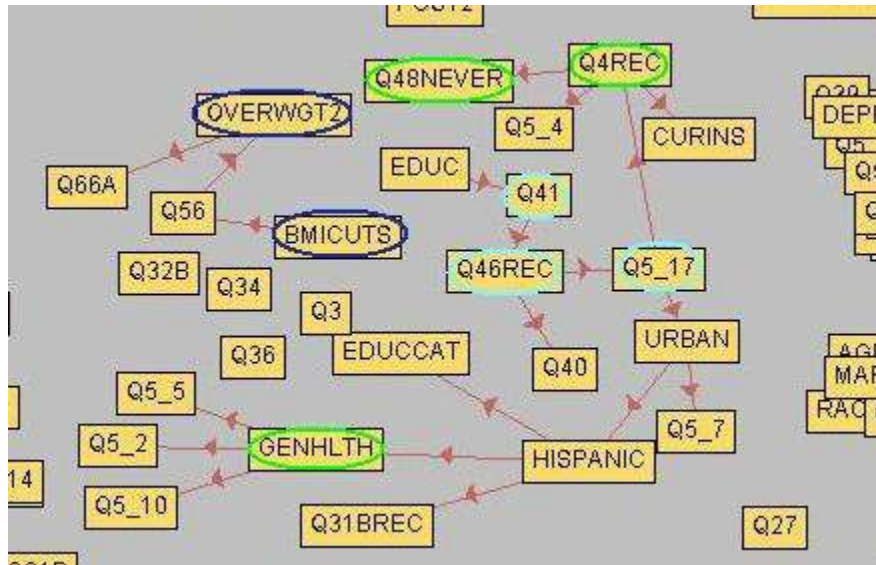 Q4REC
Q48NEVER
OVERWGT2
Q5_4
CURINS
EDUC
Q66A
Q41
Q56
BMICUTS
Q32B
Q46REC
Q5_17
Q34
Q3
URBAN
Q36
EDUCCAT
Q40
Q5_5
Q5_7
Q5_2
GENHLTH
HISPANIC
14
Q5_10
Q31BREC
Q27